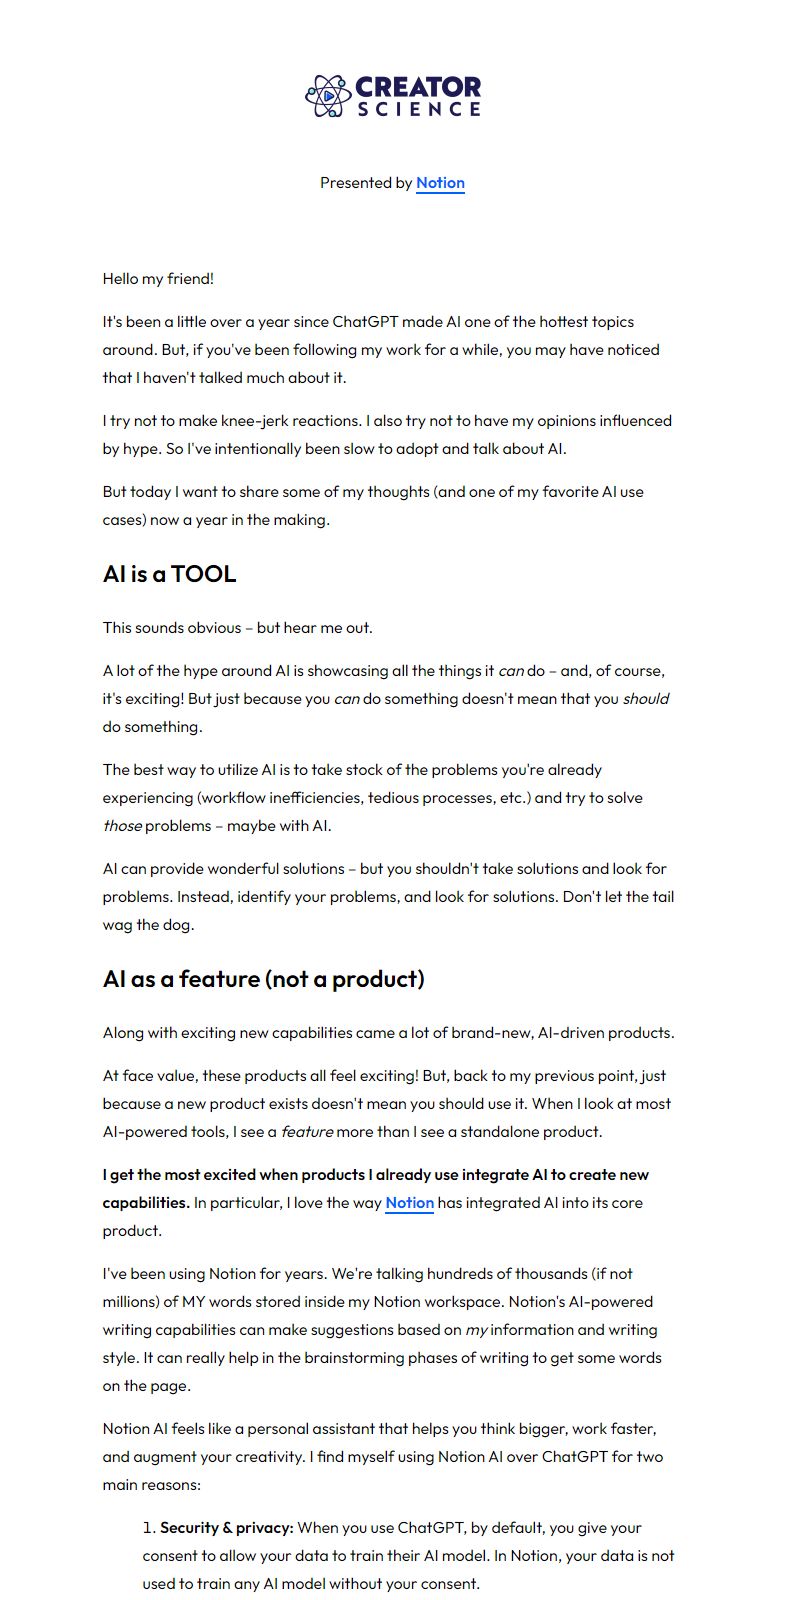 CREATOR
SCIENCE
Presented by Notion
Hello my friend!
It's been a little over a year since ChatGPT made AI one of the hottest topics
around. But, if you've been following my work for a while, you may have noticed
that I haven't talked much about it.
I try not to make knee-jerk reactions. I also try not to have my opinions influenced
by hype. So I've intentionally been slow to adopt and talk about AI.
But today I want to share some of my thoughts (and one of my favorite AI use
cases) now a year in the making.
AI is a TOOL
This sounds obvious – but hear me out.
A lot of the hype around AI is showcasing all the things it can do – and, of course,
it's exciting! But just because you can do something doesn't mean that you should
do something.
The best way to utilize AI is to take stock of the problems you're already
experiencing (workflow inefficiencies, tedious processes, etc.) and try to solve
those problems – maybe with AI.
AI can provide wonderful solutions – but you shouldn't take solutions and look for
problems. Instead, identify your problems, and look for solutions. Don't let the tail
wag the dog.
AI as a feature (not a product)
Along with exciting new capabilities came a lot of brand-new, AI-driven products.
At face value, these products all feel exciting! But, back to my previous point, just
because a new product exists doesn't mean you should use it. When I look at most
AI-powered tools, I see a feature more than I see a standalone product.
I get the most excited when products I already use integrate AI to create new
capabilities. In particular, I love the way Notion has integrated AI into its core
product.
I've been using Notion for years. We're talking hundreds of thousands (if not
millions) of MY words stored inside my Notion workspace. Notion's AI-powered
writing capabilities can make suggestions based on my information and writing
style. It can really help in the brainstorming phases of writing to get some words
on the page.
Notion AI feels like a personal assistant that helps you think bigger, work faster,
and augment your creativity. I find myself using Notion AI over ChatGPT for two
main reasons:
1. Security & privacy: When you use ChatGPT, by default, you give your
consent to allow your data to train their AI model. In Notion, your data is not
used to train any AI model without your consent.